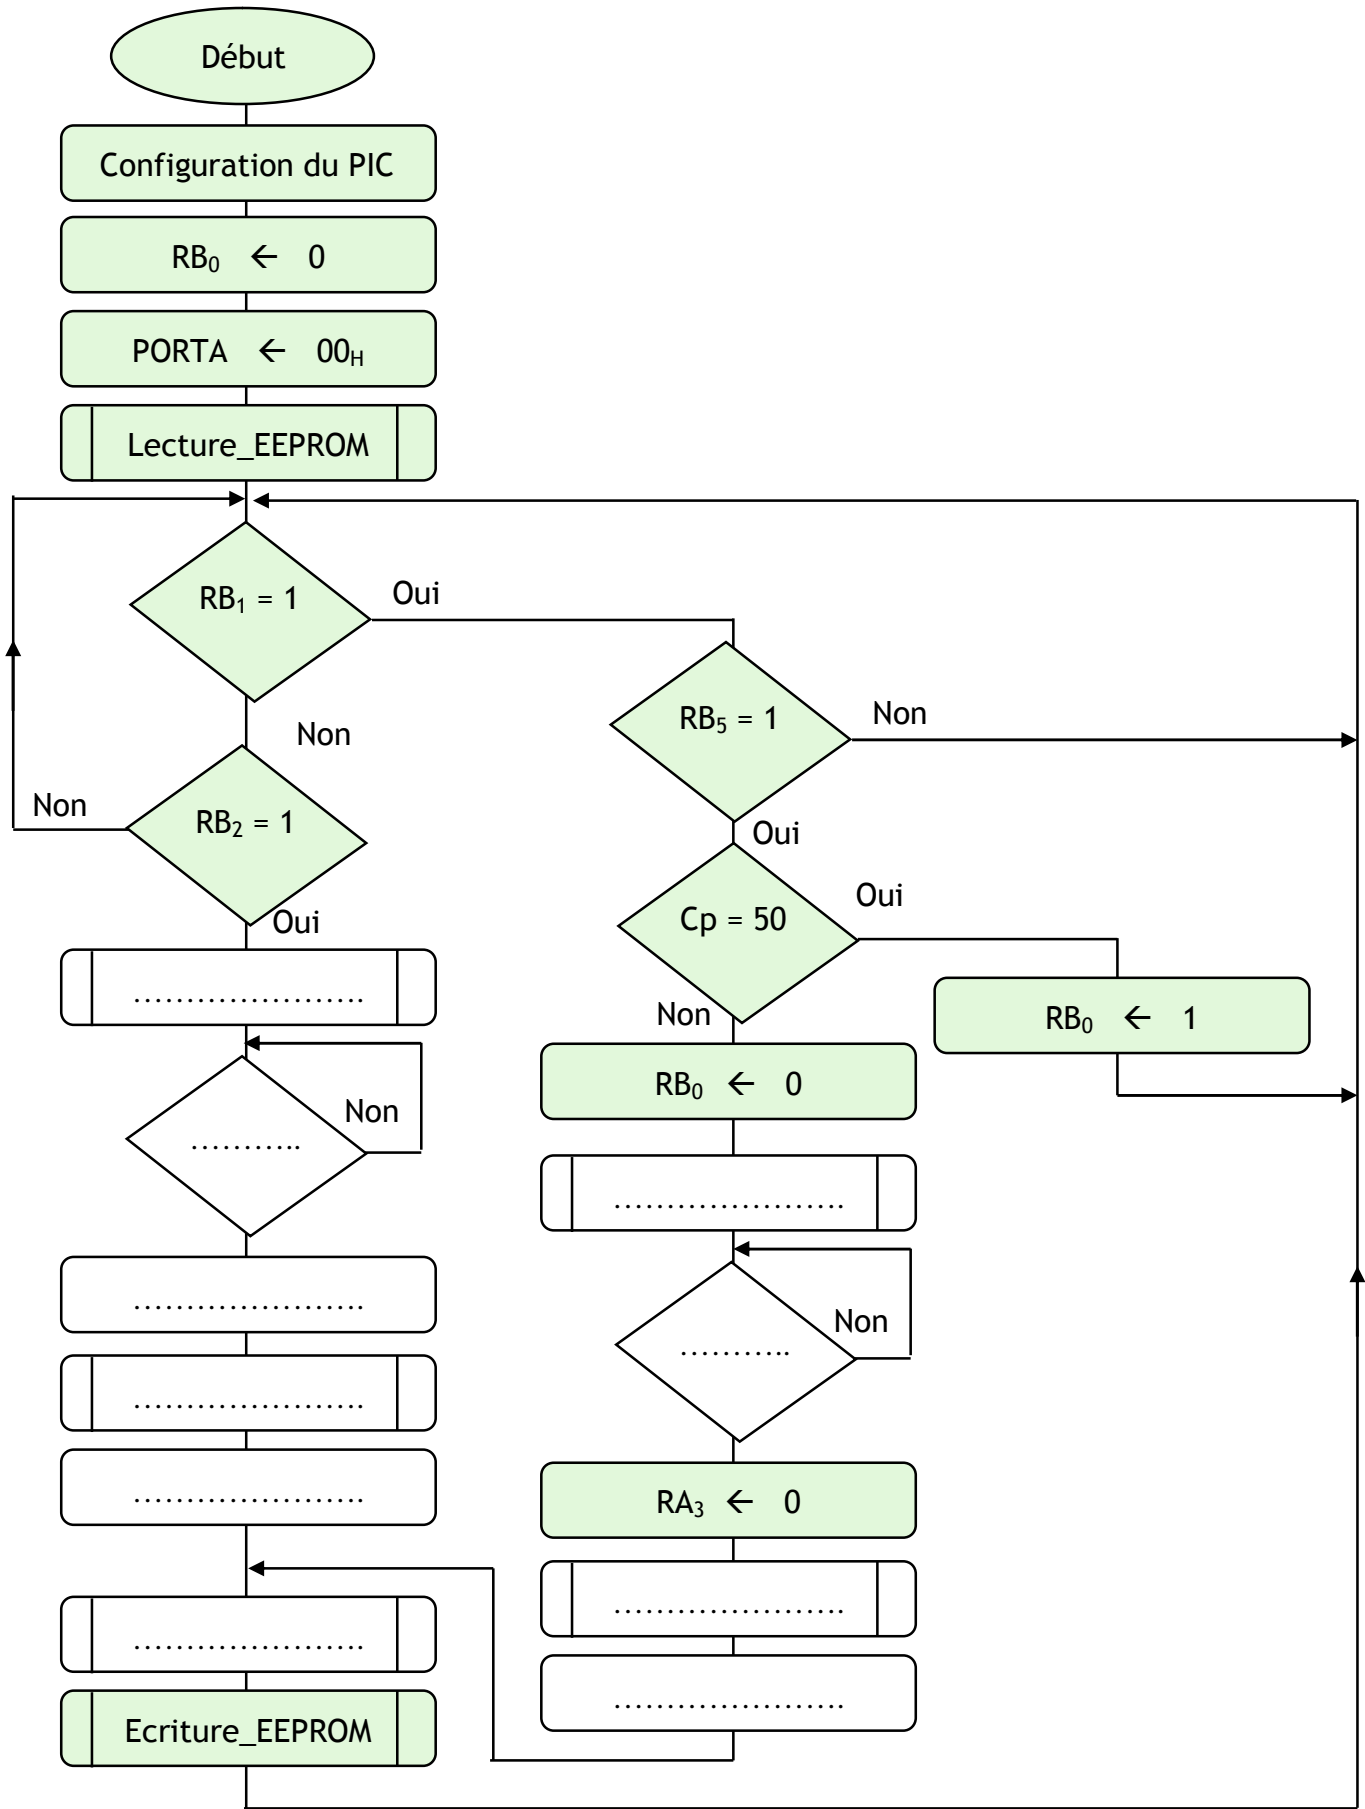 Début
Configuration du PIC
RB₀ ← 0
PORTA ← 00H
Lecture_EEPROM
RB₁ = 1
Oui
Non
RB₅ = 1
Non
Oui
RB₂ = 1
Non
Oui
Cp = 50
Oui
Non
RB₀ ← 1
RB₀ ← 0
......................
...........
Non
......................
......................
......................
......................
...........
Non
RA₃ ← 0
......................
......................
......................
Ecriture_EEPROM
......................